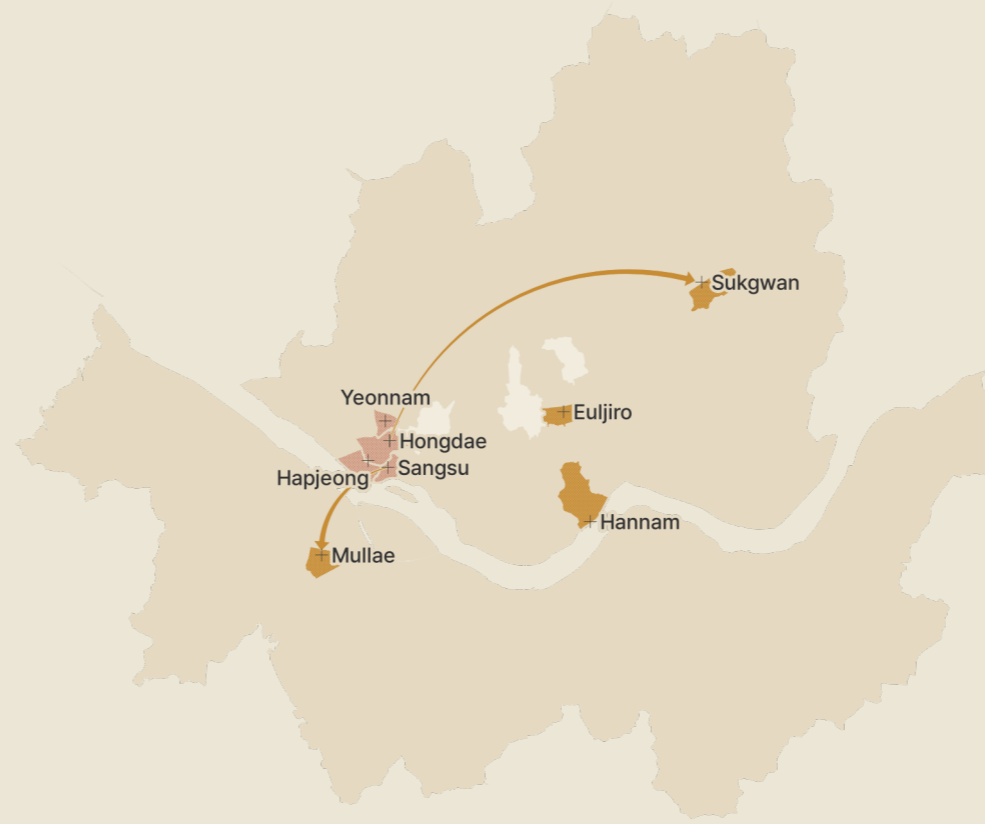 Sukgwan
Yeonnam
Euljiro
Hongdae
Sangsu
Hapjeong
Hannam
Mullae